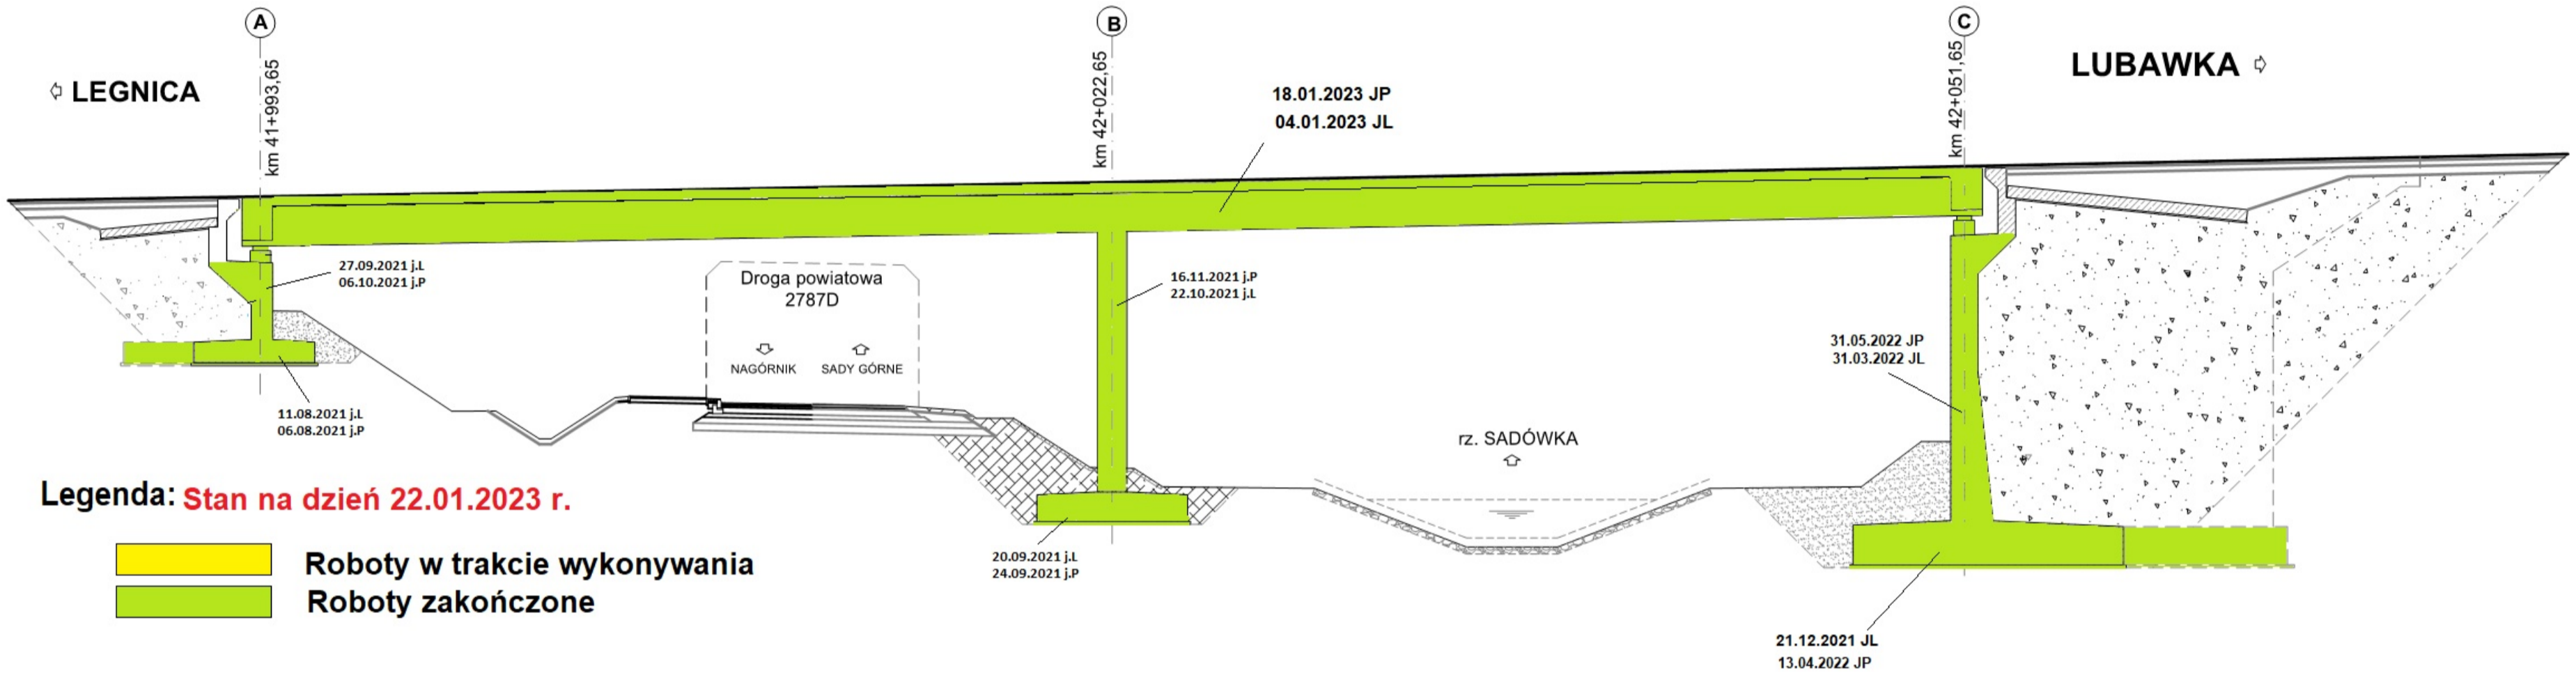 A
B
C
LEGNICA
km 41+993,65
km 42+022,65
km 42+051,65
LUBAWKA
18.01.2023 JP
04.01.2023 JL
27.09.2021 j.L
06.10.2021 j.P
Droga powiatowa
2787D
NAGÓRNIK SADY GÓRNE
16.11.2021 j.P
22.10.2021 j.L
31.05.2022 JP
31.03.2022 JL
11.08.2021 j.L
06.08.2021 j.P
rz. SADÓWKA
Legenda: Stan na dzień 22.01.2023 r.
Roboty w trakcie wykonywania
Roboty zakończone
20.09.2021 j.L
24.09.2021 j.P
21.12.2021 JL
13.04.2022 JP